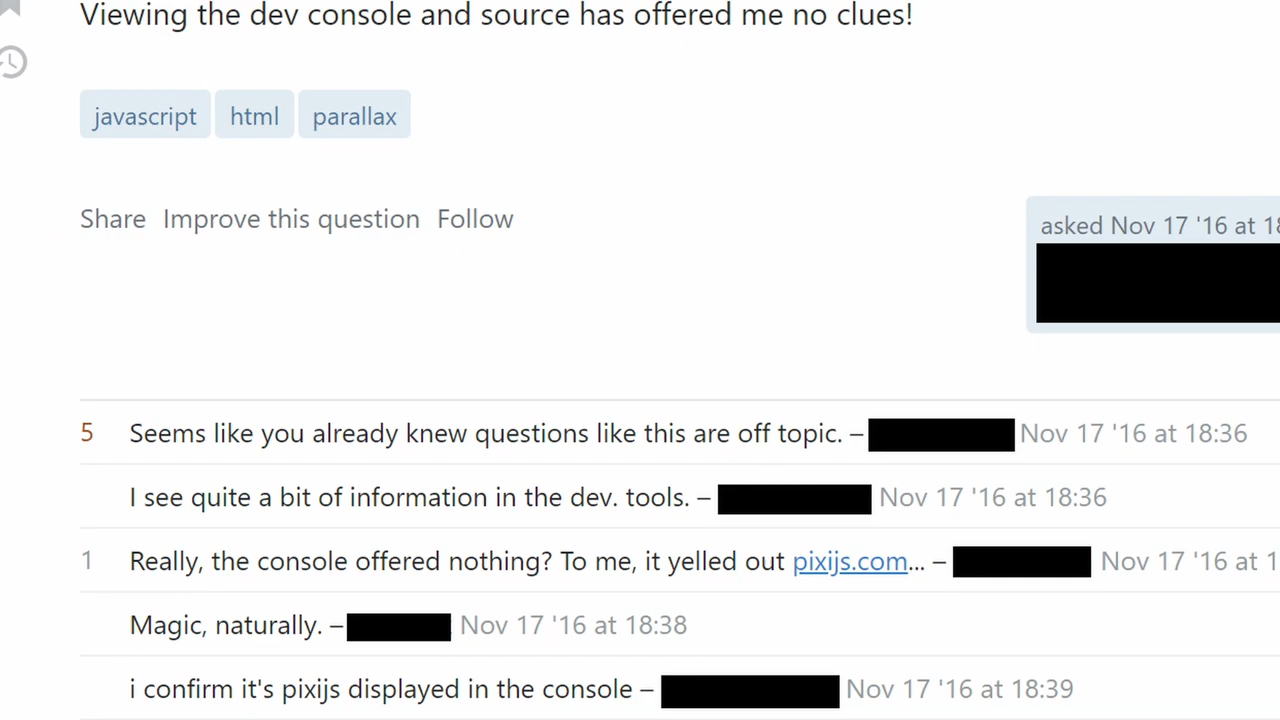 Viewing the dev console and source has offered me no clues!
javascript html parallax
Share Improve this question Follow
asked Nov 17 '16 at 18
5 Seems like you already knew questions like this are off topic. – Nov 17 '16 at 18:36
I see quite a bit of information in the dev. tools. – Nov 17 '16 at 18:36
1 Really, the console offered nothing? To me, it yelled out pixijs.com... – Nov 17 '16 at 1
Magic, naturally. – Nov 17 '16 at 18:38
i confirm it's pixijs displayed in the console – Nov 17 '16 at 18:39